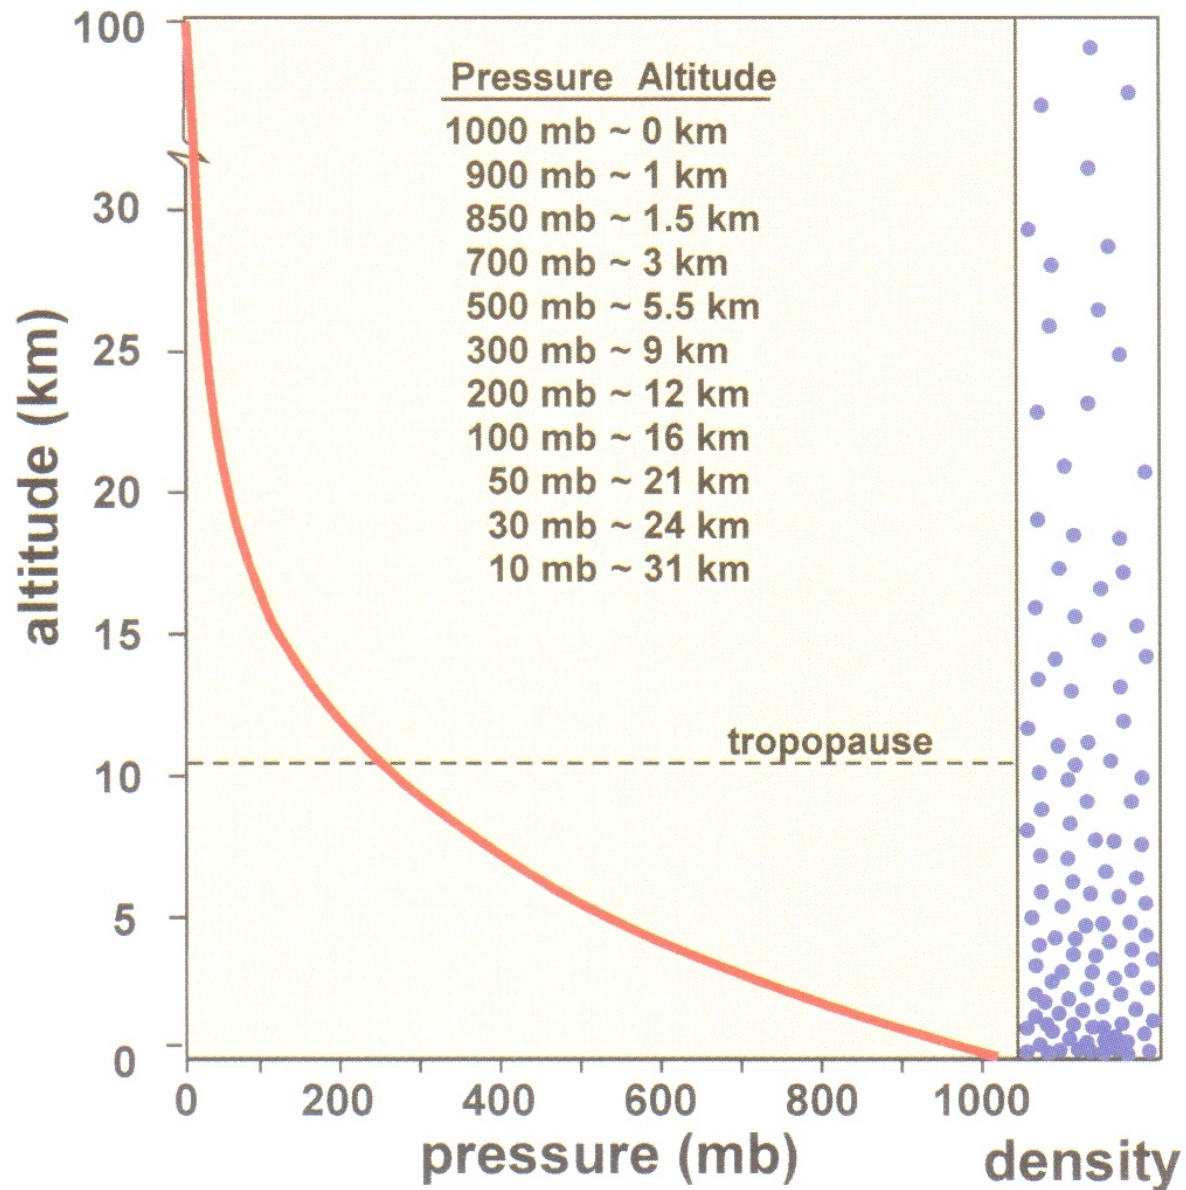 100
30
25
20
15
10
5
0
altitude (km)
Pressure Altitude
1000 mb ~ 0 km
900 mb ~ 1 km
850 mb ~ 1.5 km
700 mb ~ 3 km
500 mb ~ 5.5 km
300 mb ~ 9 km
200 mb ~ 12 km
100 mb ~ 16 km
50 mb ~ 21 km
30 mb ~ 24 km
10 mb ~ 31 km
tropopause
0 200 400 600 800 1000
pressure (mb)
density